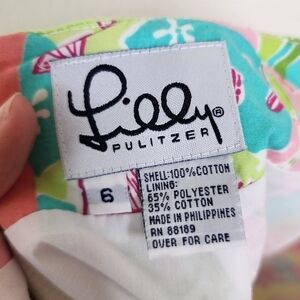 Lilly®
PULITZER
6
SHELL:100%COTTON
LINING:
65% POLYESTER
35% COTTON
MADE IN PHILIPPINES
RN 88189
OVER FOR CARE